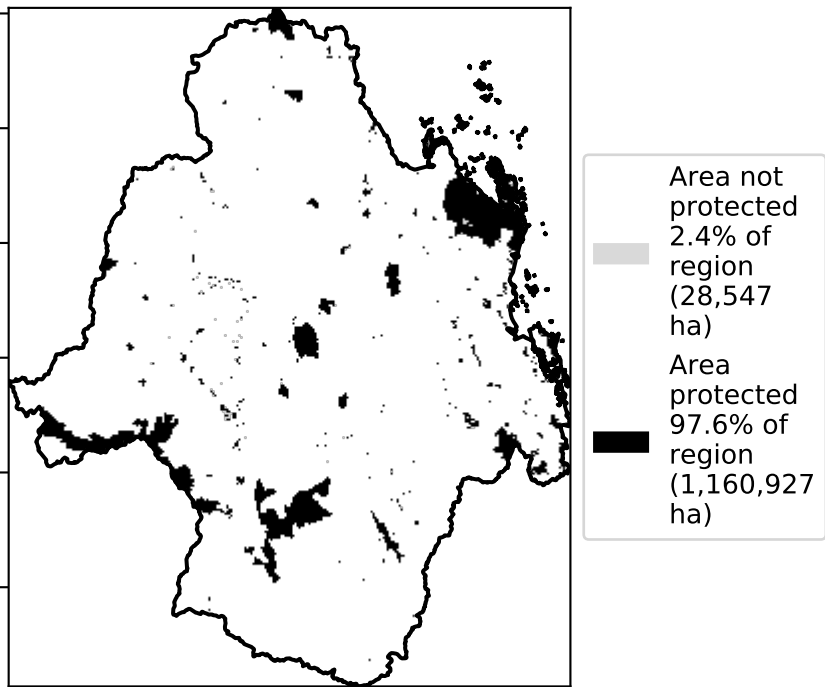 Area not
protected
2.4% of
region
(28,547
ha)
Area
protected
97.6% of
region
(1,160,927
ha)